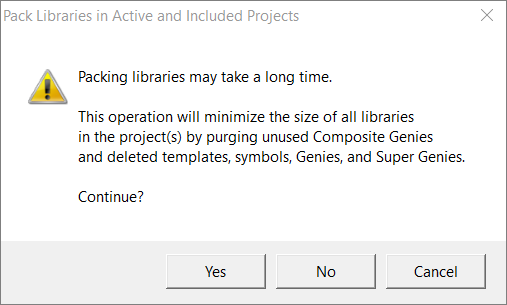 Pack Libraries in Active and Included Projects
Packing libraries may take a long time.
This operation will minimize the size of all libraries
in the project(s) by purging unused Composite Genies
and deleted templates, symbols, Genies, and Super Genies.
Continue?
Yes
No
Cancel